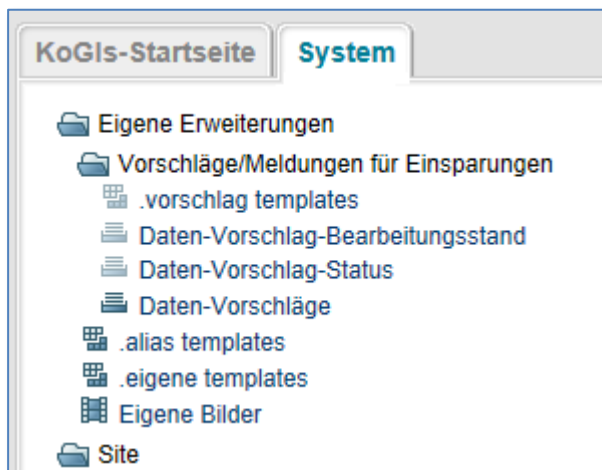 KoGIs-Startseite System
Eigene Erweiterungen
Vorschläge/Meldungen für Einsparungen
.vorschlag templates
Daten-Vorschlag-Bearbeitungsstand
Daten-Vorschlag-Status
Daten-Vorschläge
.alias templates
.eigene templates
Eigene Bilder
Site